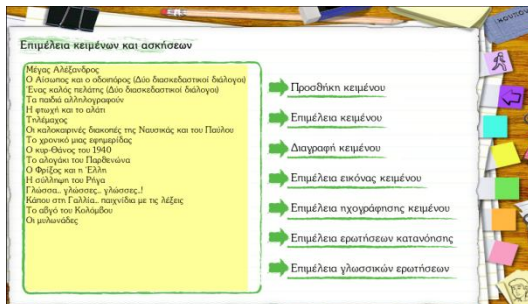 Επιμέλεια κειμένων και ασκήσεων
Μέγας Αλέξανδρος
Ο Αίσωπος και ο οδοιπόρος (Δύο διασκεδαστικοί διάλογοι)
Ένας καλός πελάτης (Δύο διασκεδαστικοί διάλογοι)
Τα παιδιά αλληλογραφούν
Η φτωχή και το αλάτι
Τηλέμαχος
Οι καλοκαιρινές διακοπές της Ναυσικάς και του Παύλου
Το χρονικό μιας εφημερίδας
Ο κυρ-Θάνος του 1940
Το αλογάκι του Παρθενώνα
Ο Φρίξος και η Έλλη
Η σύλληψη του Ρήγα
Γλώσσα.. γλώσσες.. γλώσσες..!
Κάπου στη Γαλλία.. παιχνίδια με τις λέξεις
Το αβγό του Κολόμβου
Οι μυλωνάδες
Προσθήκη κειμένου
Επιμέλεια κειμένου
Διαγραφή κειμένου
Επιμέλεια εικόνας κειμένου
Επιμέλεια ηχογράφησης κειμένου
Επιμέλεια ερωτήσεων κατανόησης
Επιμέλεια γλωσσικών ερωτήσεων